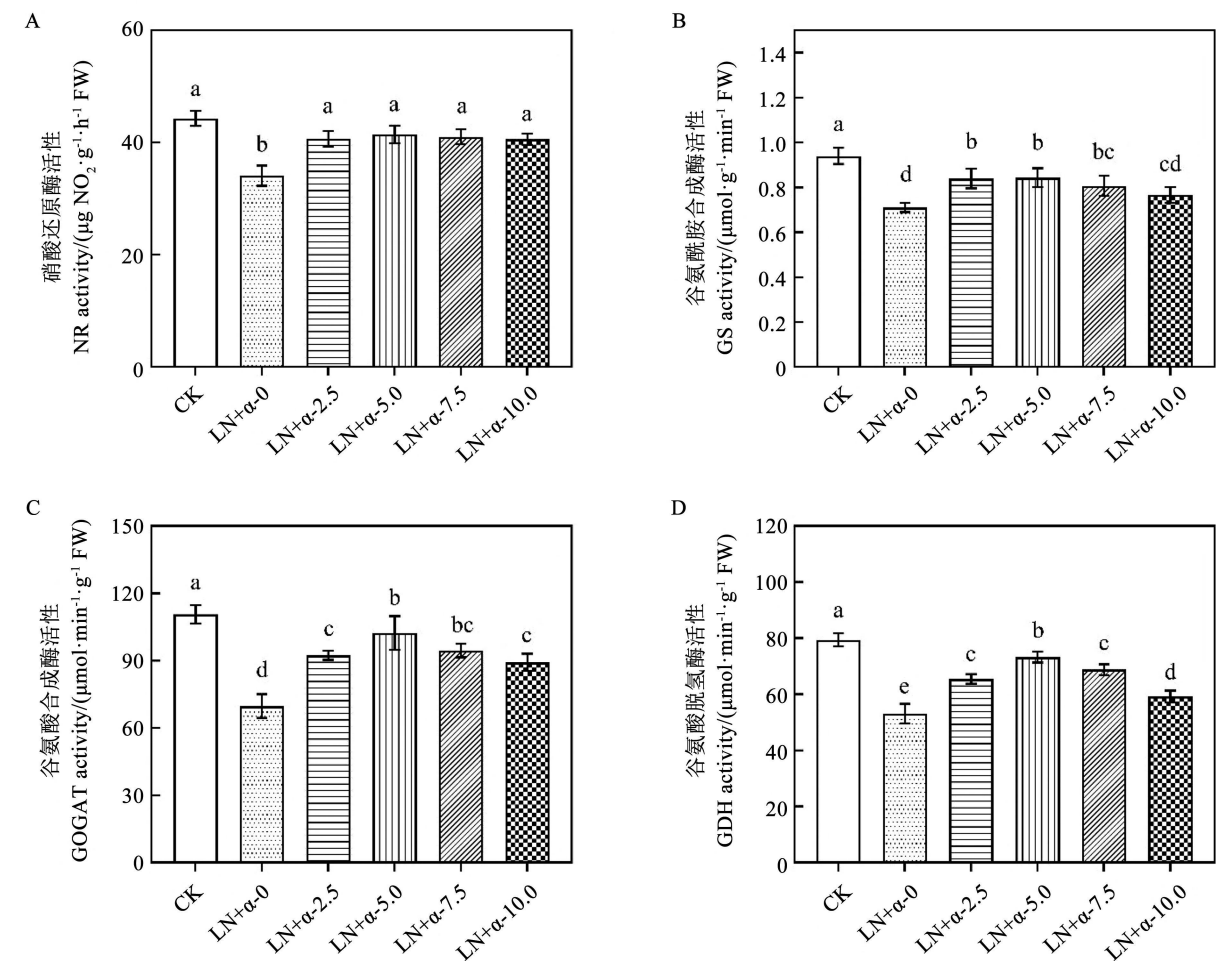 A
60
40
20
0
硝酸还原酶活性
NR activity/(μg NO₂·g⁻¹·h⁻¹ FW)
a
b
a
a
a
a
CK
LN+α-0
LN+α-2.5
LN+α-5.0
LN+α-7.5
LN+α-10.0
B
1.4
1.2
1.0
0.8
0.6
0.4
0.2
0
谷氨酰胺合成酶活性
GS activity/(μmol·g⁻¹·min⁻¹ FW)
a
d
b
b
bc
cd
CK
LN+α-0
LN+α-2.5
LN+α-5.0
LN+α-7.5
LN+α-10.0
C
150
120
90
60
30
0
谷氨酸合成酶活性
GOGAT activity/(μmol·min⁻¹·g⁻¹ FW)
a
d
c
b
bc
c
CK
LN+α-0
LN+α-2.5
LN+α-5.0
LN+α-7.5
LN+α-10.0
D
120
100
80
60
40
20
0
谷氨酸脱氢酶活性
GDH activity/(μmol·min⁻¹·g⁻¹ FW)
a
e
c
b
c
d
CK
LN+α-0
LN+α-2.5
LN+α-5.0
LN+α-7.5
LN+α-10.0